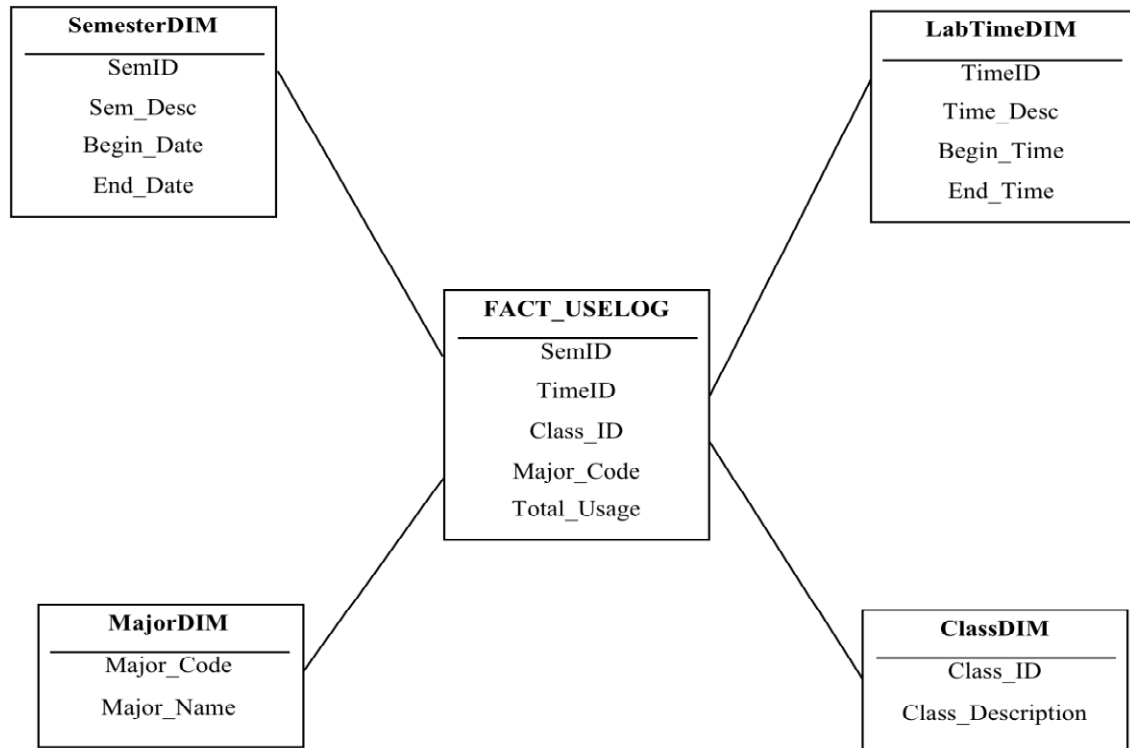 SemesterDIM
SemID
Sem_Desc
Begin_Date
End_Date
LabTimeDIM
TimeID
Time_Desc
Begin_Time
End_Time
FACT_USELOG
SemID
TimeID
Class_ID
Major_Code
Total_Usage
MajorDIM
Major_Code
Major_Name
ClassDIM
Class_ID
Class_Description